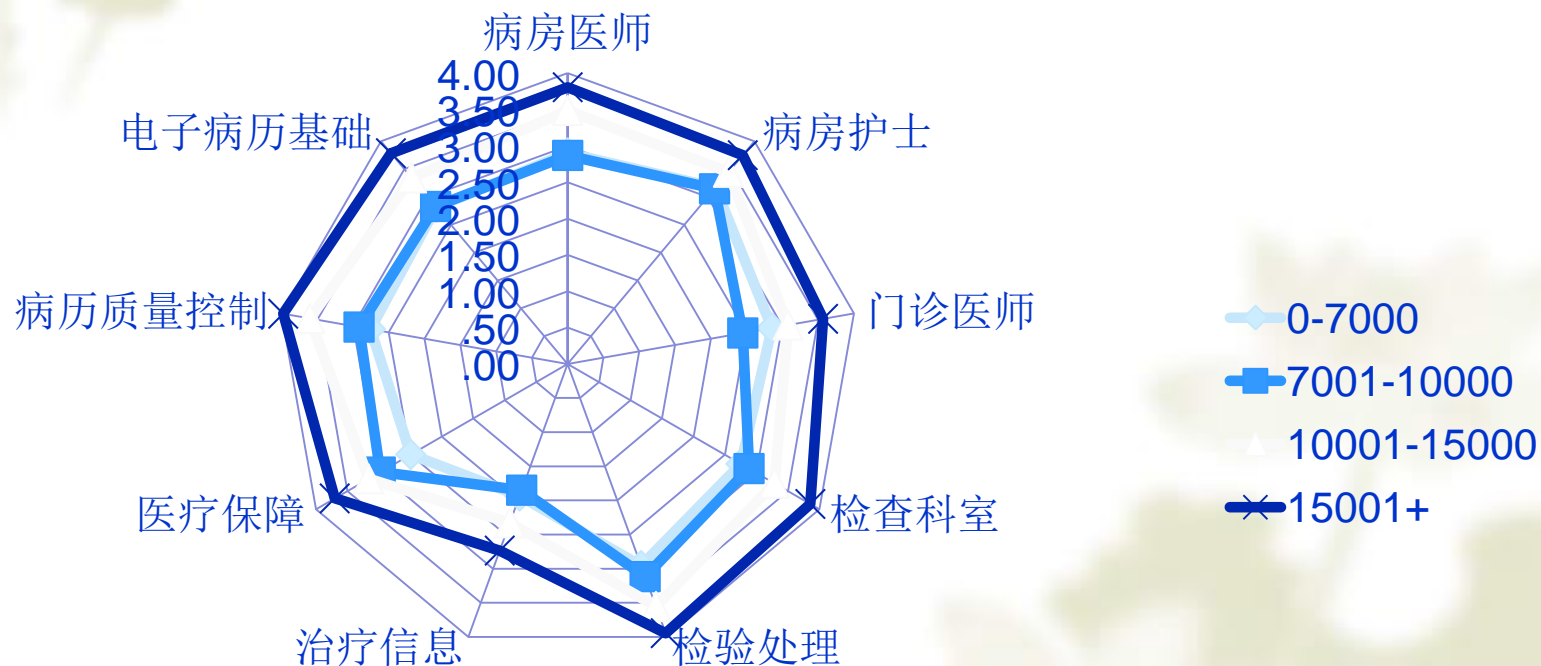 病房医师
病房护士
门诊医师
检查科室
检验处理
治疗信息
医疗保障
病历质量控制
电子病历基础
4.00
3.50
3.00
2.50
2.00
1.50
1.00
.50
.00
0-7000
7001-10000
10001-15000
15001+